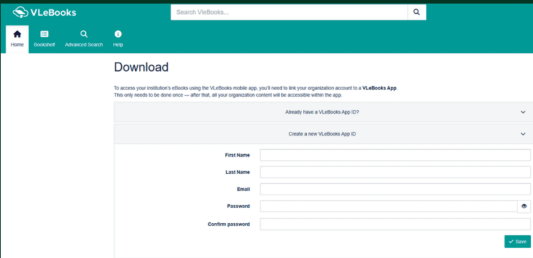 VLeBooks
Search VLeBooks...
Home
Bookshelf
Advanced Search
Help
Download
To access your institution's eBooks using the VLeBooks mobile app, you'll need to link your organization account to a VLeBooks App.
This only needs to be done once — after that, all your organization content will be accessible within the app.
Already have a VLeBooks App ID?
Create a new VLeBooks App ID
First Name
Last Name
Email
Password
Confirm password
Save